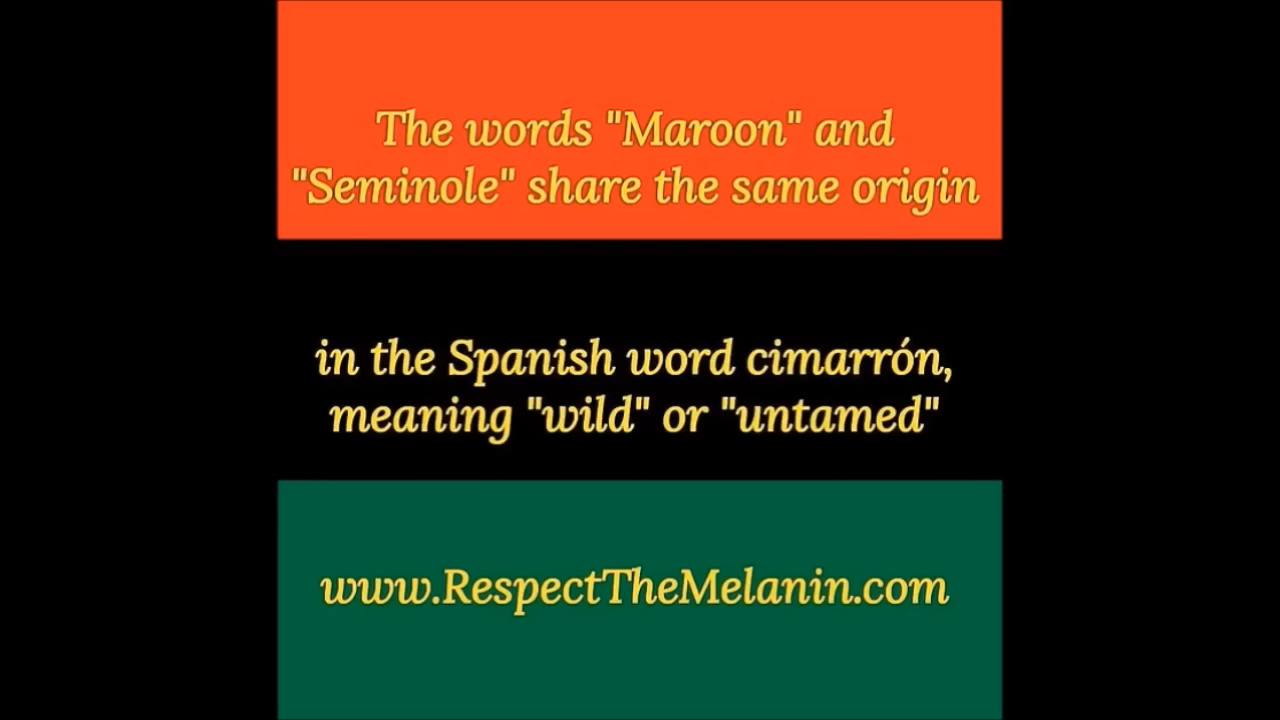 The words "Maroon" and
"Seminole" share the same origin
in the Spanish word cimarrón,
meaning "wild" or "untamed"
www.RespectTheMelanin.com